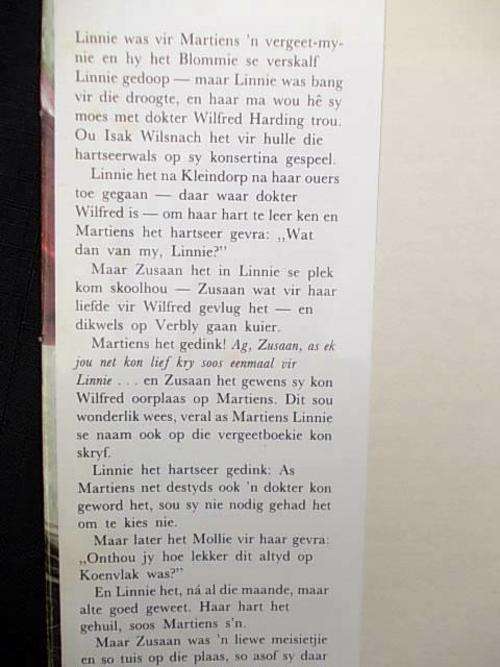 Linnie was vir Martiens 'n vergeet-my-
nie en hy het Blommie se verskalf
Linnie gedoop — maar Linnie was bang
vir die droogte, en haar ma wou hê sy
moes met dokter Wilfred Harding trou.
Ou Isak Wilsnach het vir hulle die
hartseerwals op sy konsertina gespeel.
Linnie het na Kleindorp na haar ouers
toe gegaan — daar waar dokter
Wilfred is — om haar hart te leer ken en
Martiens het hartseer gevra: ,,Wat
dan van my, Linnie?”
Maar Zusaan het in Linnie se plek
kom skoolhou — Zusaan wat vir haar
liefde vir Wilfred gevlug het — en
dikwels op Verbly gaan kuier.
Martiens het gedink! Ag, Zusaan, as ek
jou net kon lief kry soos eenmaal vir
Linnie . . . en Zusaan het gewens sy kon
Wilfred oorplaas op Martiens. Dit sou
wonderlik wees, veral as Martiens Linnie
se naam ook op die vergeetboekie kon
skryf.
Linnie het hartseer gedink: As
Martiens net destyds ook 'n dokter kon
geword het, sou sy nie nodig gehad het
om te kies nie.
Maar later het Mollie vir haar gevra:
,,Onthou jy hoe lekker dit altyd op
Koenvlak was?”
En Linnie het, ná al die maande, maar
alte goed geweet. Haar hart het
gehuil, soos Martiens s'n.
Maar Zusaan was 'n liewe meisietjie
en so tuis op die plaas, so asof sy daar